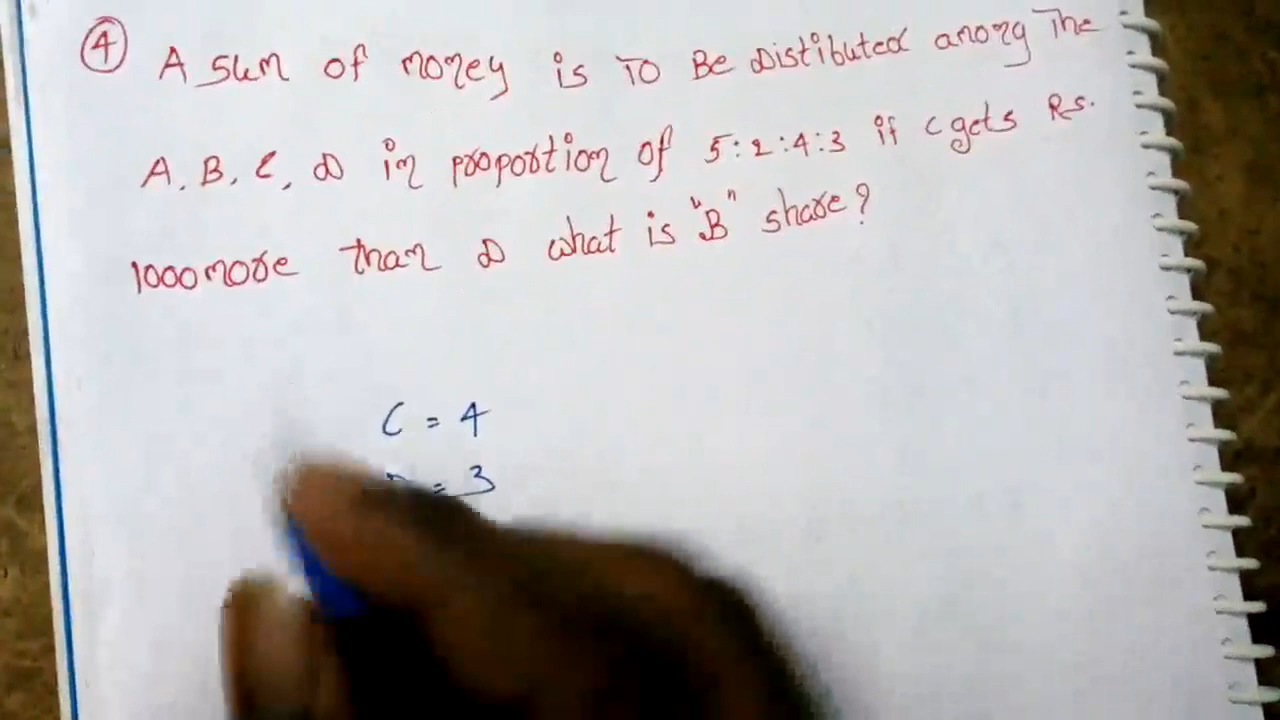 4 A sum of money is To Be Distibuted among The
A, B, C, D in proportion of 5:2:4:3 if C gets Rs.
1000 more than D what is "B" share?
C = 4
D = 3